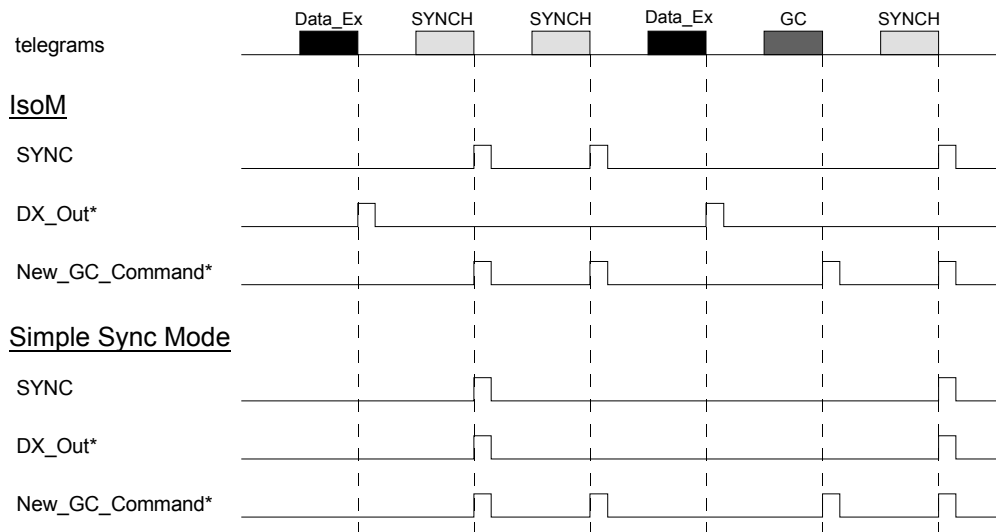 Data_Ex SYNCH SYNCH Data_Ex GC SYNCH
telegrams
IsoM
SYNC
DX_Out*
New_GC_Command*
Simple Sync Mode
SYNC
DX_Out*
New_GC_Command*